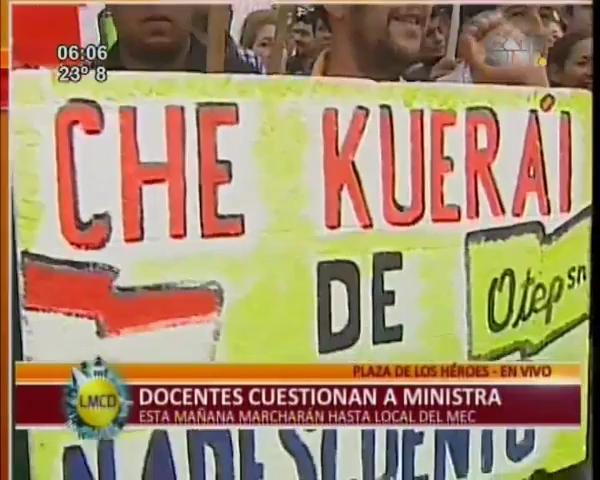 06:06
23º 8
CHE KUERÁI
DE
Otep SN
PLAZA DE LOS HÉROES - EN VIVO
LMCD
DOCENTES CUESTIONAN A MINISTRA
ESTA MAÑANA MARCHARÁN HASTA LOCAL DEL MEC